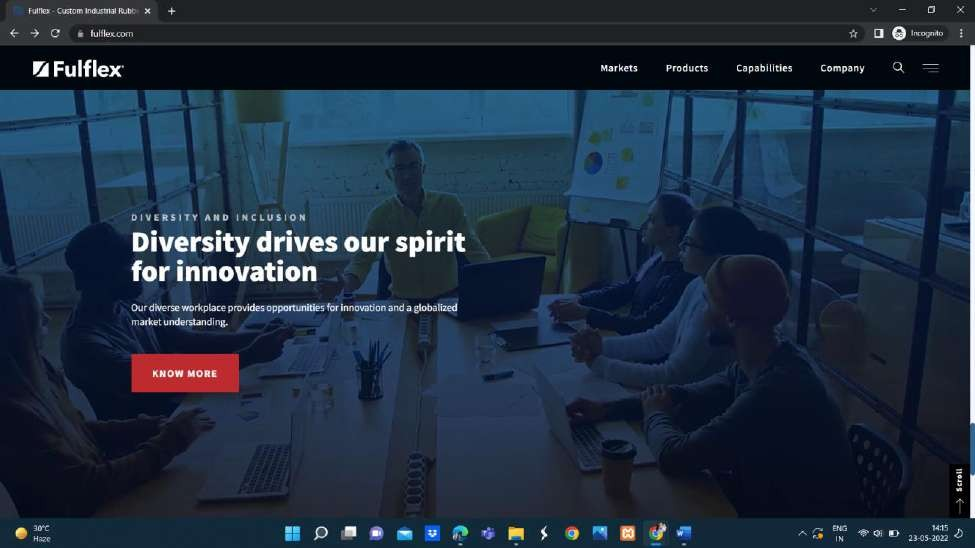 Fulflex - Custom Industrial Rubb
fulflex.com
Incognito
Fulflex
Markets
Products
Capabilities
Company
DIVERSITY AND INCLUSION
Diversity drives our spirit
for innovation
Our diverse workplace provides opportunities for innovation and a globalized
market understanding.
KNOW MORE
Scroll
30°C
Haze
ENG
IN
14:15
23-05-2022